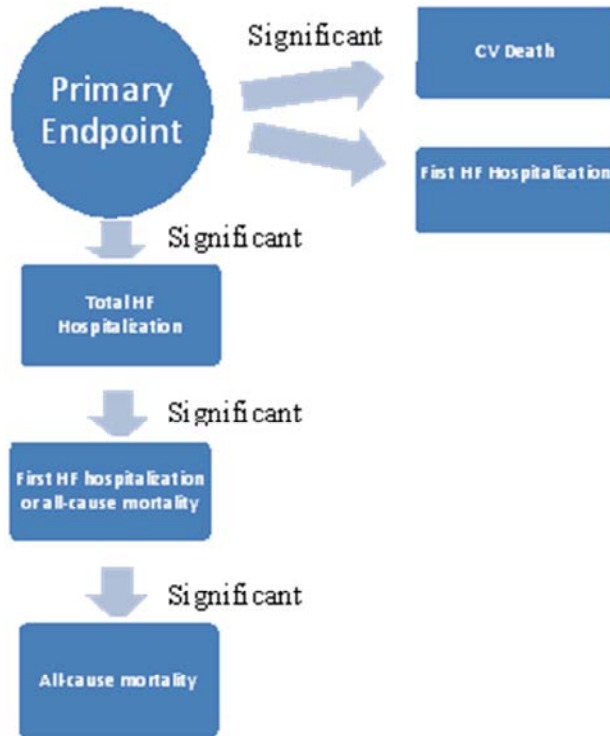 Primary
Endpoint
Significant
CV Death
First HF Hospitalization
Significant
Total HF
Hospitalization
Significant
First HF hospitalization
or all-cause mortality
Significant
All-cause mortality